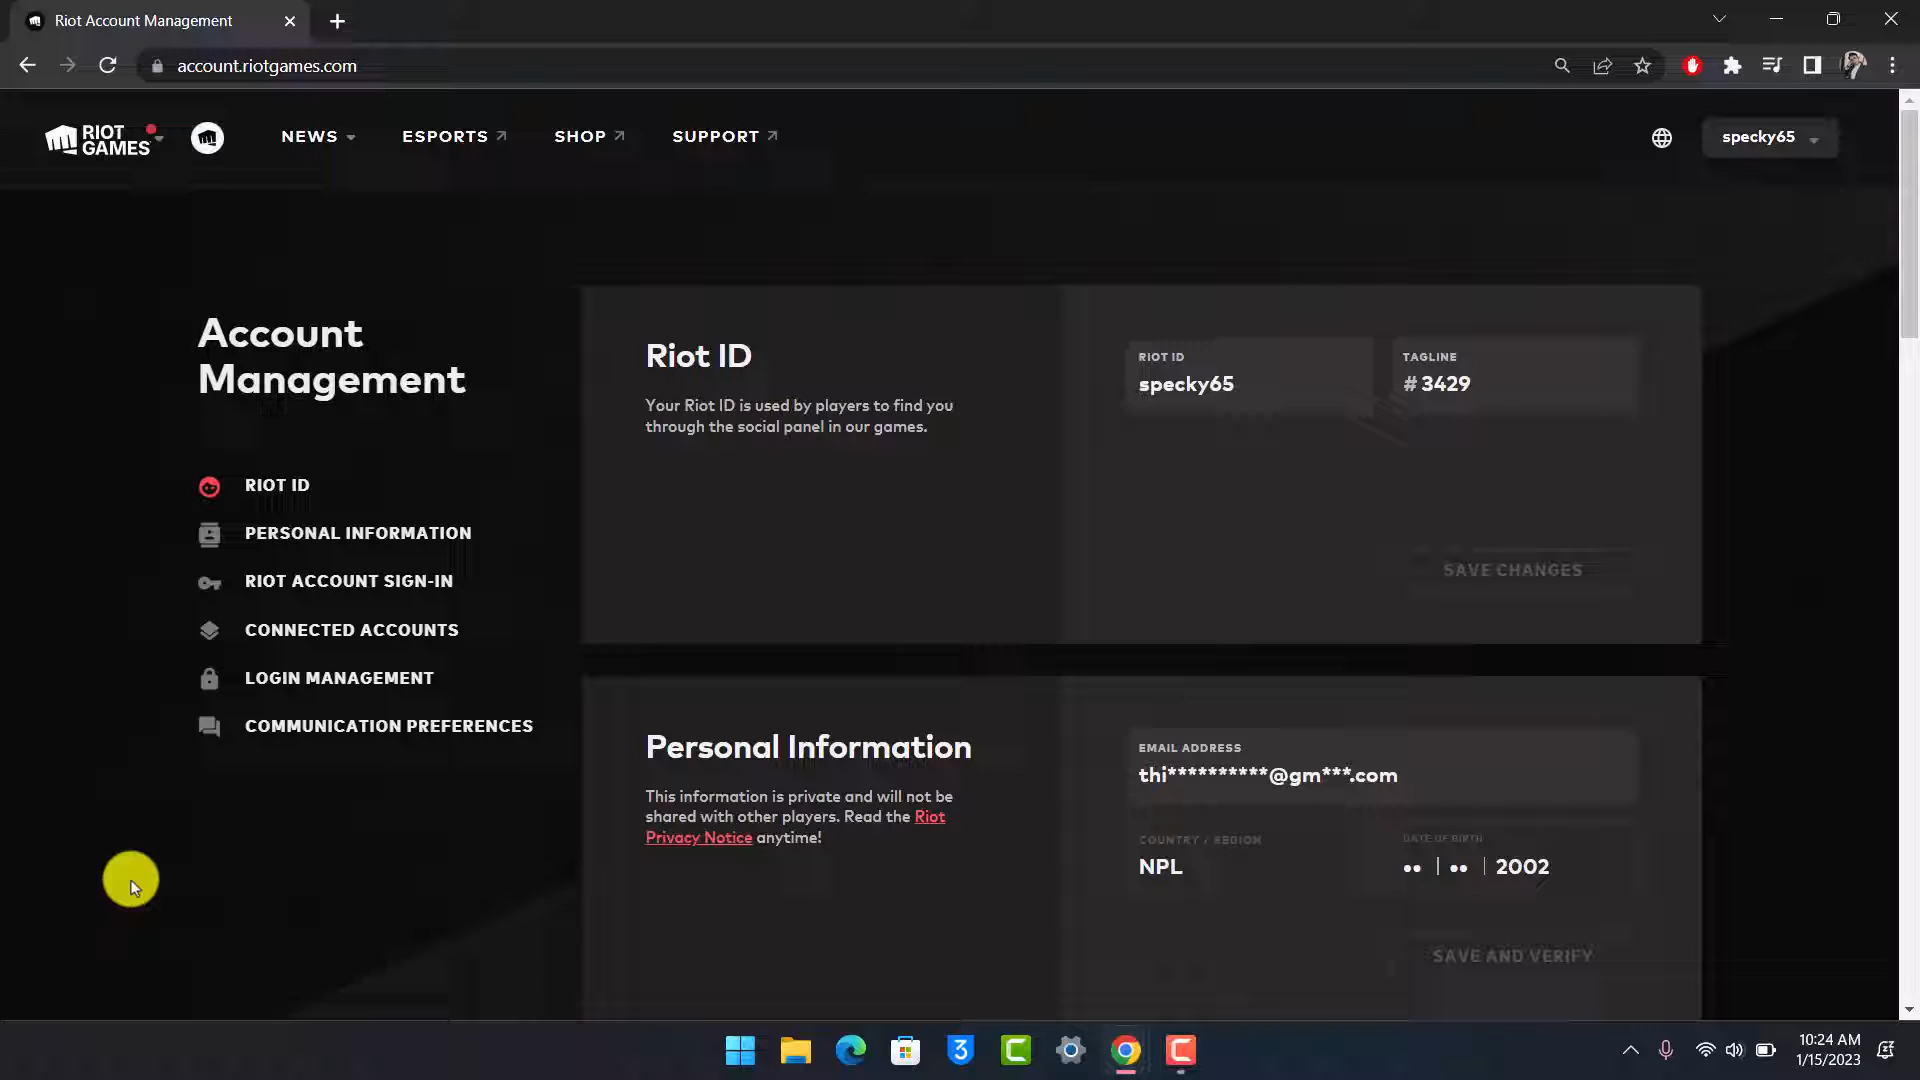 Riot Account Management
account.riotgames.com
RIOT GAMES
NEWS
ESPORTS
SHOP
SUPPORT
specky65
Account
Management
RIOT ID
PERSONAL INFORMATION
RIOT ACCOUNT SIGN-IN
CONNECTED ACCOUNTS
LOGIN MANAGEMENT
COMMUNICATION PREFERENCES
Riot ID
Your Riot ID is used by players to find you
through the social panel in our games.
RIOT ID
specky65
TAGLINE
#3429
SAVE CHANGES
Personal Information
This information is private and will not be
shared with other players. Read the Riot
Privacy Notice anytime!
EMAIL ADDRESS
thi**********@gm***.com
COUNTRY / REGION
NPL
DATE OF BIRTH
•• | •• | 2002
SAVE AND VERIFY
3
10:24 AM
1/15/2023